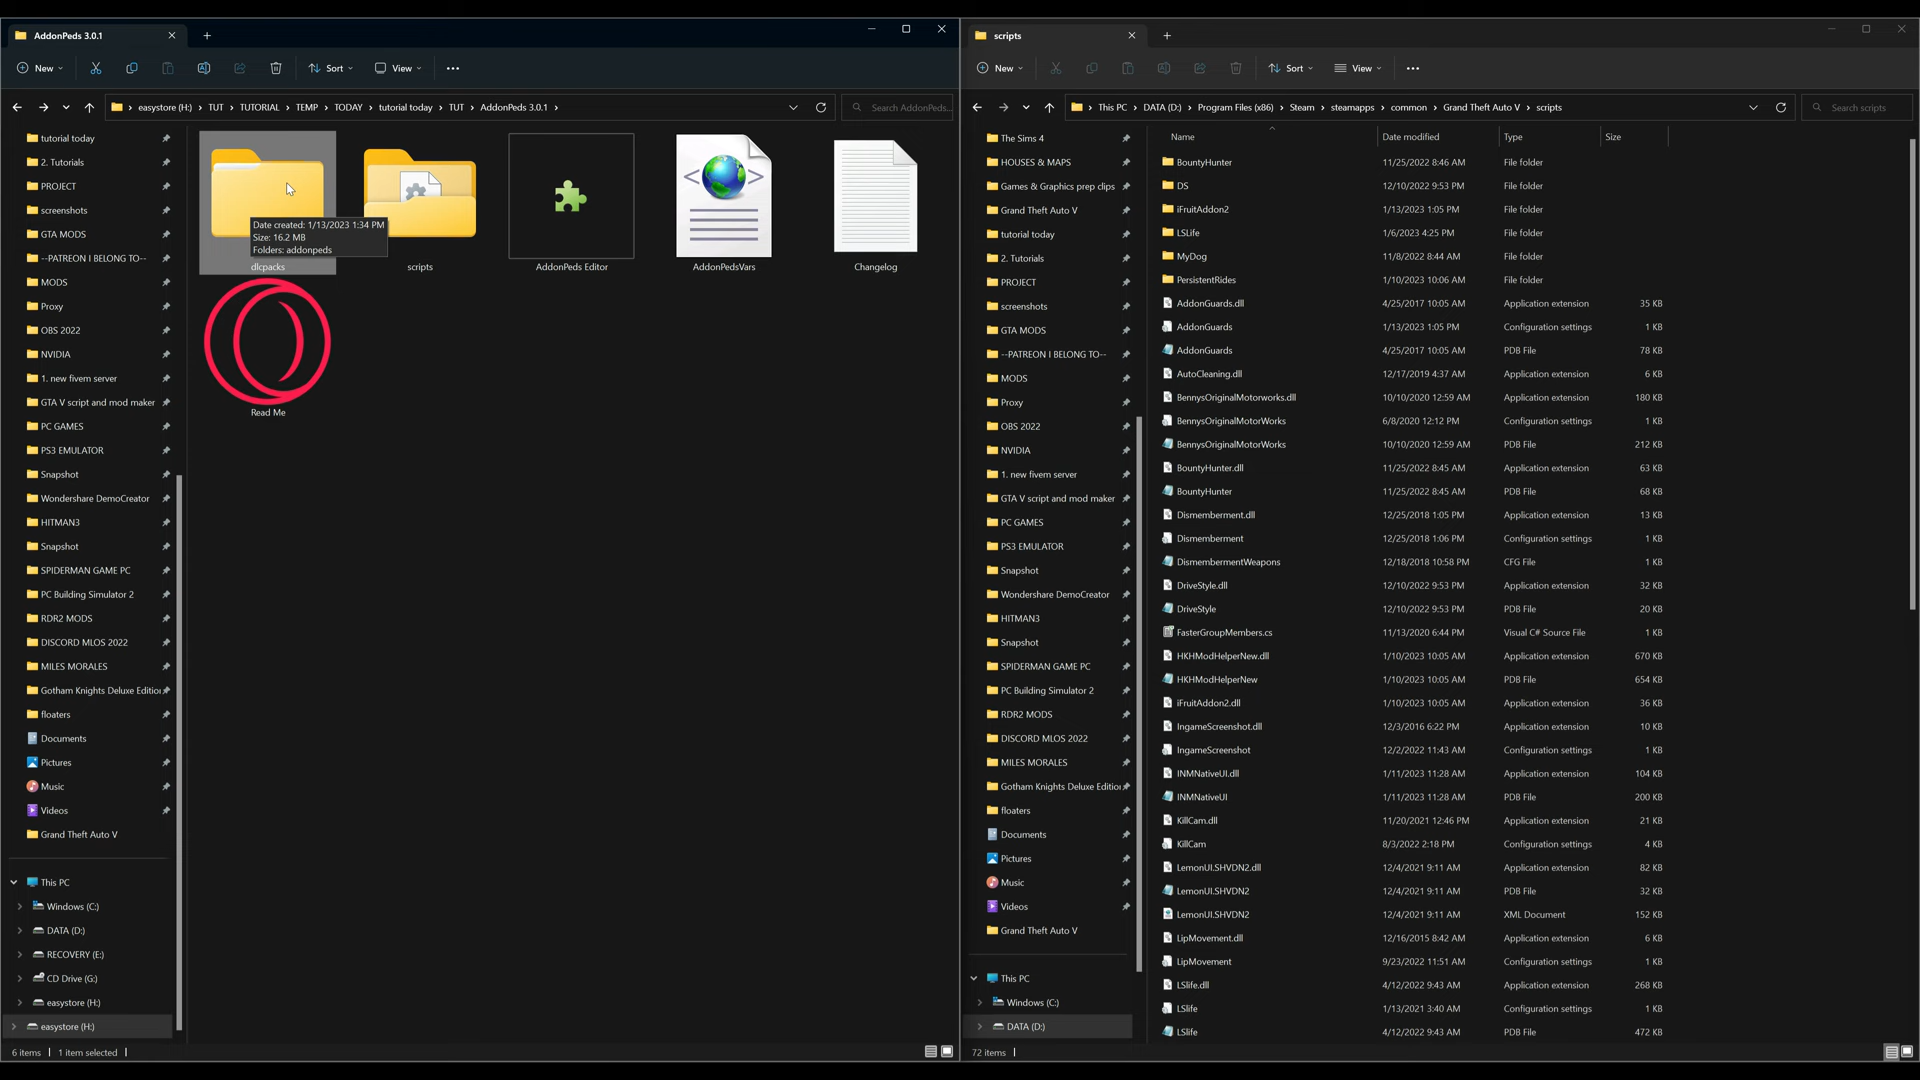 AddonPeds 3.0.1
New
Sort
View
easystore (H:) > TUT > TUTORIAL > TEMP > TODAY > tutorial today > TUT > AddonPeds 3.0.1 >
Search AddonPeds...
tutorial today
2. Tutorials
PROJECT
screenshots
GTA MODS
--PATREON I BELONG TO--
MODS
Proxy
OBS 2022
NVIDIA
1. new fivem server
GTA V script and mod maker
PC GAMES
PS3 EMULATOR
Snapshot
Wondershare DemoCreator
HITMAN3
Snapshot
SPIDERMAN GAME PC
PC Building Simulator 2
RDR2 MODS
DISCORD MLOS 2022
MILES MORALES
Gotham Knights Deluxe Edition
floaters
Documents
Pictures
Music
Videos
Grand Theft Auto V
This PC
Windows (C:)
DATA (D:)
RECOVERY (E:)
CD Drive (G:)
easystore (H:)
easystore (H:)
Date created: 1/13/2023 1:34 PM
Size: 16.2 MB
Folders: addonpeds
dlcpacks
scripts
AddonPeds Editor
AddonPedsVars
Changelog
Read Me
6 items
1 item selected
scripts
New
Sort
View
This PC > DATA (D:) > Program Files (x86) > Steam > steamapps > common > Grand Theft Auto V > scripts
Search scripts
The Sims 4
HOUSES & MAPS
Games & Graphics prep clips
Grand Theft Auto V
tutorial today
2. Tutorials
PROJECT
screenshots
GTA MODS
--PATREON I BELONG TO--
MODS
Proxy
OBS 2022
NVIDIA
1. new fivem server
GTA V script and mod maker
PC GAMES
PS3 EMULATOR
Snapshot
Wondershare DemoCreator
HITMAN3
Snapshot
SPIDERMAN GAME PC
PC Building Simulator 2
RDR2 MODS
DISCORD MLOS 2022
MILES MORALES
Gotham Knights Deluxe Edition
floaters
Documents
Pictures
Music
Videos
Grand Theft Auto V
This PC
Windows (C:)
DATA (D:)
Name Date modified Type Size
BountyHunter 11/25/2022 8:46 AM File folder
DS 12/10/2022 9:53 PM File folder
iFruitAddon2 1/13/2023 1:05 PM File folder
LSLife 1/6/2023 4:25 PM File folder
MyDog 11/8/2022 8:44 AM File folder
PersistentRides 1/10/2023 10:06 AM File folder
AddonGuards.dll 4/25/2017 10:05 AM Application extension 35 KB
AddonGuards 1/13/2023 1:05 PM Configuration settings 1 KB
AddonGuards 4/25/2017 10:05 AM PDB File 78 KB
AutoCleaning.dll 12/17/2019 4:37 AM Application extension 6 KB
BennysOriginalMotorworks.dll 10/10/2020 12:59 AM Application extension 180 KB
BennysOriginalMotorWorks 6/8/2020 12:12 PM Configuration settings 1 KB
BennysOriginalMotorWorks 10/10/2020 12:59 AM PDB File 212 KB
BountyHunter.dll 11/25/2022 8:45 AM Application extension 63 KB
BountyHunter 11/25/2022 8:45 AM PDB File 68 KB
Dismemberment.dll 12/25/2018 1:05 PM Application extension 13 KB
Dismemberment 12/25/2018 1:06 PM Configuration settings 1 KB
DismembermentWeapons 12/18/2018 10:58 PM CFG File 1 KB
DriveStyle.dll 12/10/2022 9:53 PM Application extension 32 KB
DriveStyle 12/10/2022 9:53 PM PDB File 20 KB
FasterGroupMembers.cs 11/13/2020 6:44 PM Visual C# Source File 1 KB
HKHModHelperNew.dll 1/10/2023 10:05 AM Application extension 670 KB
HKHModHelperNew 1/10/2023 10:05 AM PDB File 654 KB
iFruitAddon2.dll 1/10/2023 10:05 AM Application extension 36 KB
IngameScreenshot.dll 12/3/2016 6:22 PM Application extension 10 KB
IngameScreenshot 12/2/2022 11:43 AM Configuration settings 1 KB
INMNativeUI.dll 1/11/2023 11:28 AM Application extension 104 KB
INMNativeUI 1/11/2023 11:28 AM PDB File 200 KB
KillCam.dll 11/20/2021 12:46 PM Application extension 21 KB
KillCam 8/3/2022 2:18 PM Configuration settings 4 KB
LemonUI.SHVDN2.dll 12/4/2021 9:11 AM Application extension 82 KB
LemonUI.SHVDN2 12/4/2021 9:11 AM PDB File 32 KB
LemonUI.SHVDN2 12/4/2021 9:11 AM XML Document 152 KB
LipMovement.dll 12/16/2015 8:42 AM Application extension 6 KB
LipMovement 9/23/2022 11:51 AM Configuration settings 1 KB
LSlife.dll 4/12/2022 9:43 AM Application extension 268 KB
LSlife 1/13/2021 3:40 AM Configuration settings 1 KB
LSlife 4/12/2022 9:43 AM PDB File 472 KB
72 items